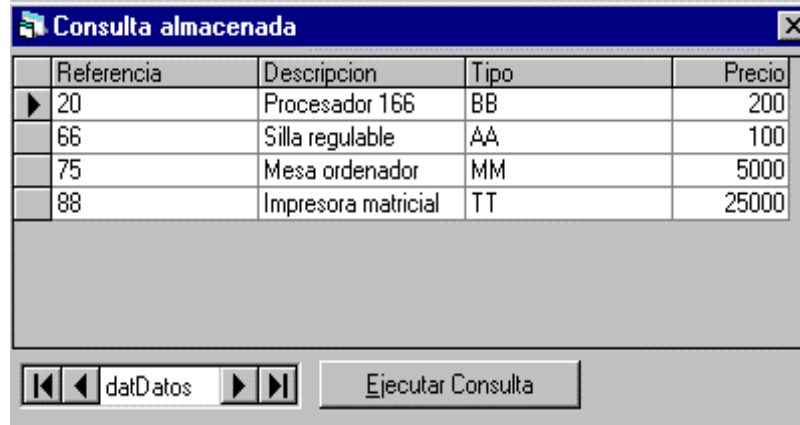 Consulta almacenada
Referencia Descripcion Tipo Precio
20 Procesador 166 BB 200
66 Silla regulable AA 100
75 Mesa ordenador MM 5000
88 Impresora matricial TT 25000
datDatos Ejecutar Consulta